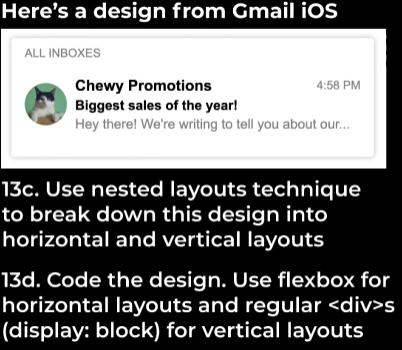 Here's a design from Gmail iOS
ALL INBOXES
Chewy Promotions 4:58 PM
Biggest sales of the year!
Hey there! We're writing to tell you about our...
13c. Use nested layouts technique
to break down this design into
horizontal and vertical layouts
13d. Code the design. Use flexbox for
horizontal layouts and regular <div>s
(display: block) for vertical layouts